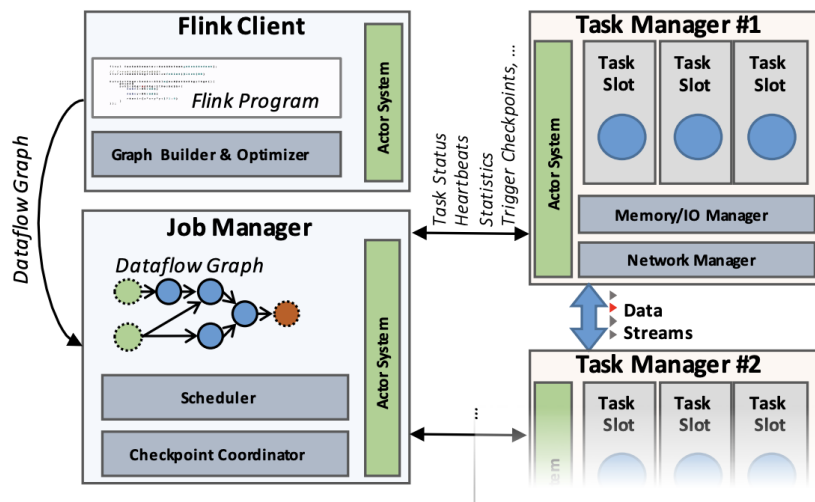 Flink Client
Flink Program
Graph Builder & Optimizer
Actor System
Dataflow Graph
Job Manager
Dataflow Graph
Scheduler
Checkpoint Coordinator
Actor System
Task Status
Heartbeats
Statistics
Trigger Checkpoints, ...
...
Task Manager #1
Actor System
Task
Slot
Task
Slot
Task
Slot
Memory/IO Manager
Network Manager
Data
Streams
Task Manager #2
Task
Slot
Task
Slot
Task
Slot